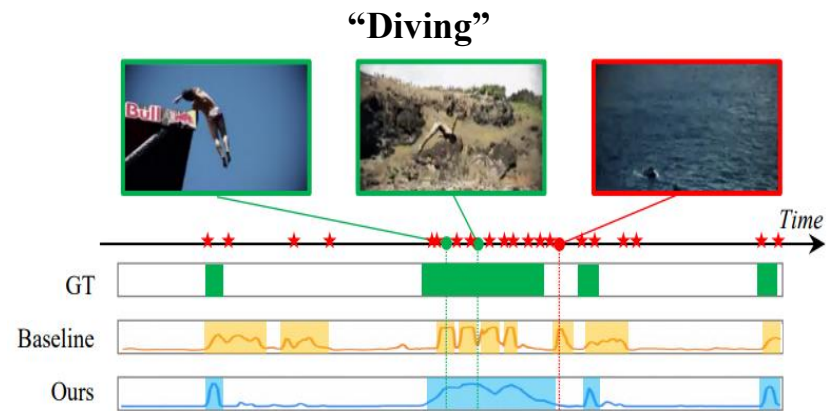 “Diving”
Bull
Time
GT
Baseline
Ours